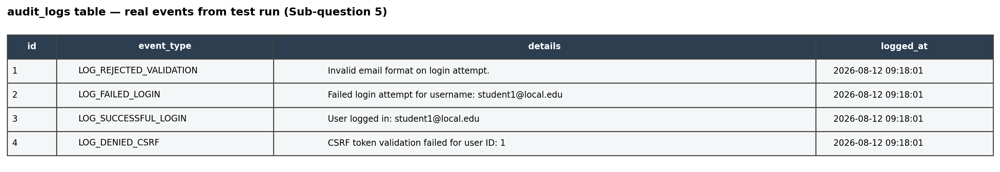 audit_logs table — real events from test run (Sub-question 5)
id event_type details logged_at
1 LOG_REJECTED_VALIDATION Invalid email format on login attempt. 2026-08-12 09:18:01
2 LOG_FAILED_LOGIN Failed login attempt for username: student1@local.edu 2026-08-12 09:18:01
3 LOG_SUCCESSFUL_LOGIN User logged in: student1@local.edu 2026-08-12 09:18:01
4 LOG_DENIED_CSRF CSRF token validation failed for user ID: 1 2026-08-12 09:18:01